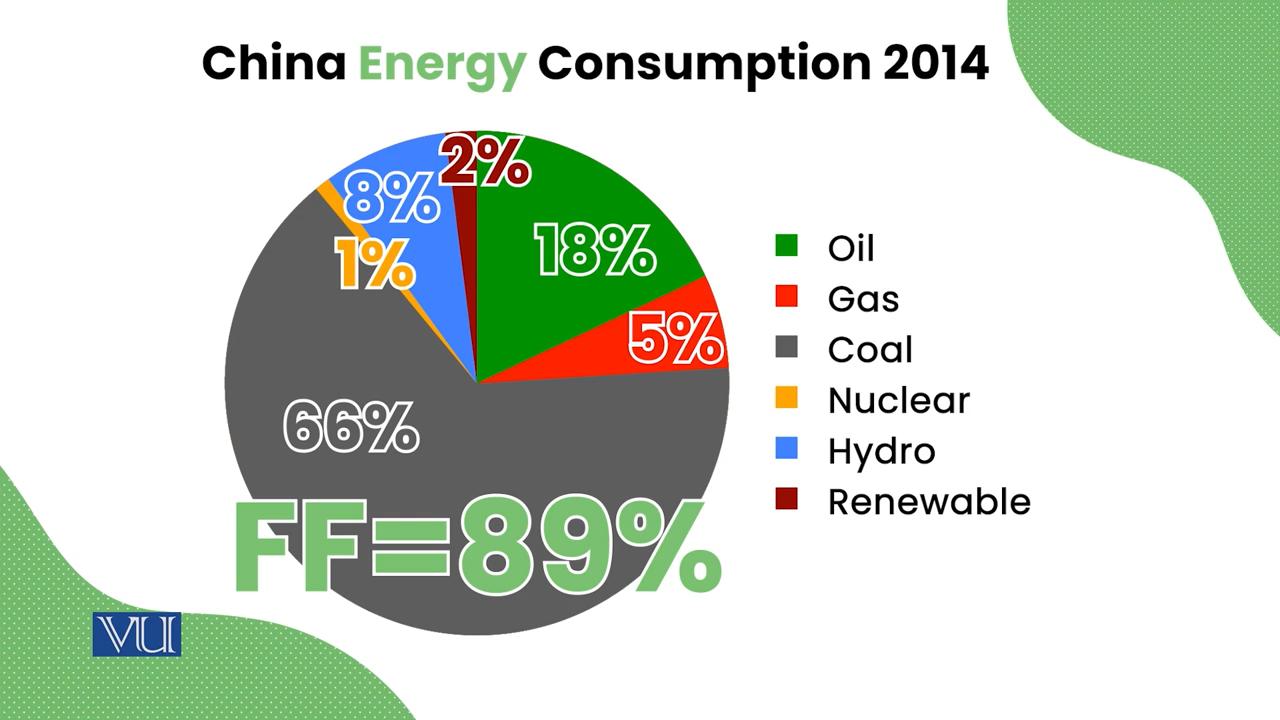 China Energy Consumption 2014
2%
8%
18%
1%
5%
66%
FF=89%
Oil
Gas
Coal
Nuclear
Hydro
Renewable
VU